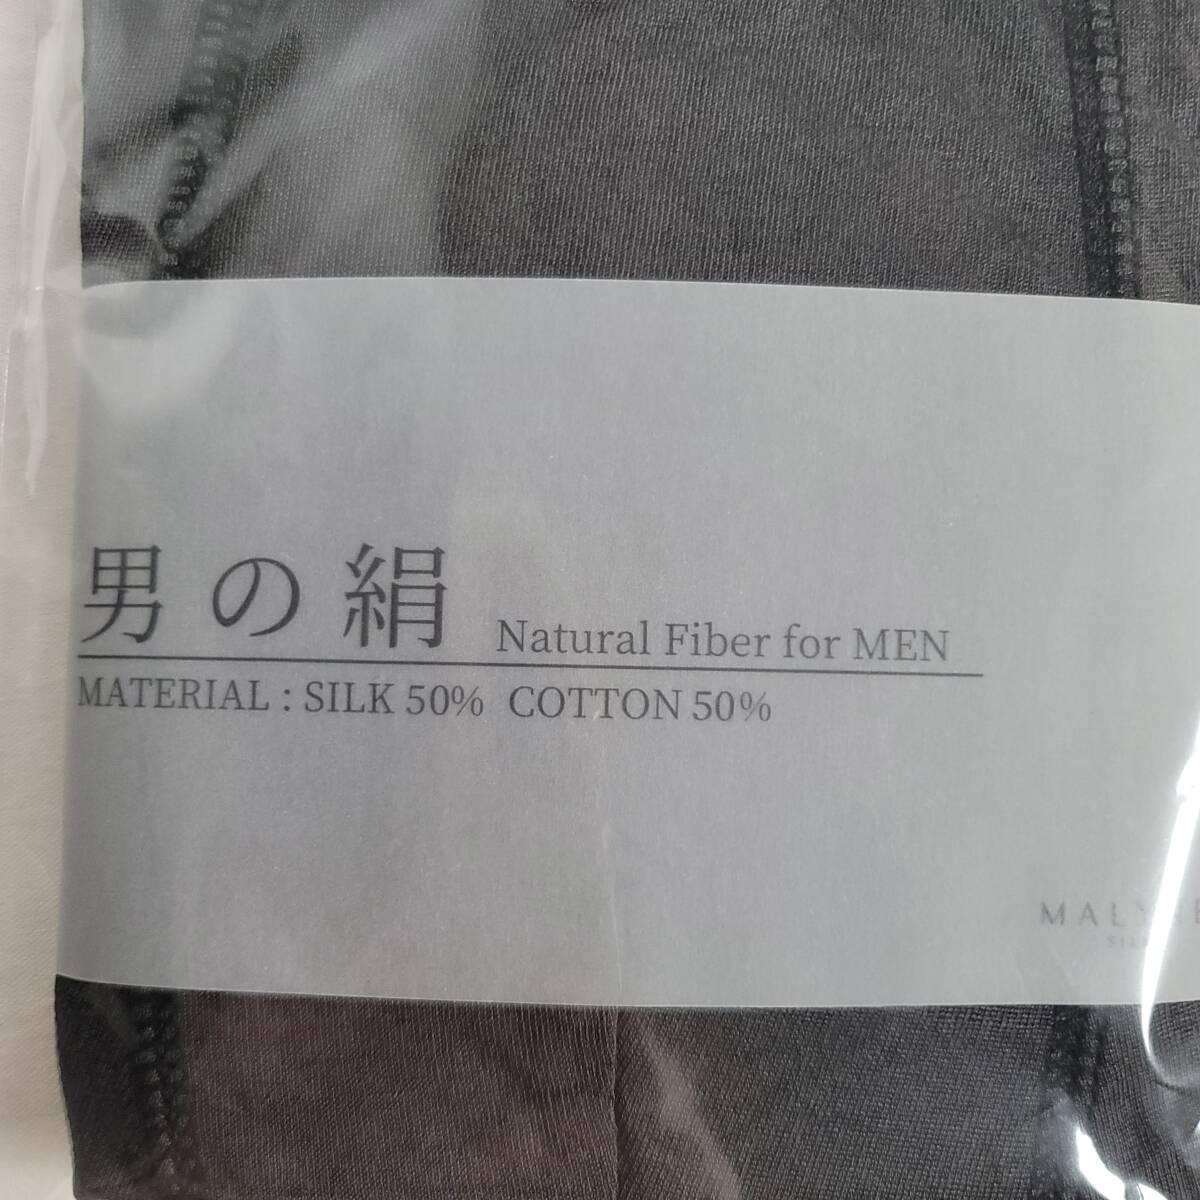 男の絹 Natural Fiber for MEN
MATERIAL : SILK 50% COTTON 50%